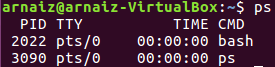 arnaiz@arnaiz-VirtualBox:~$ ps
  PID TTY          TIME CMD
 2022 pts/0    00:00:00 bash
 3090 pts/0    00:00:00 ps